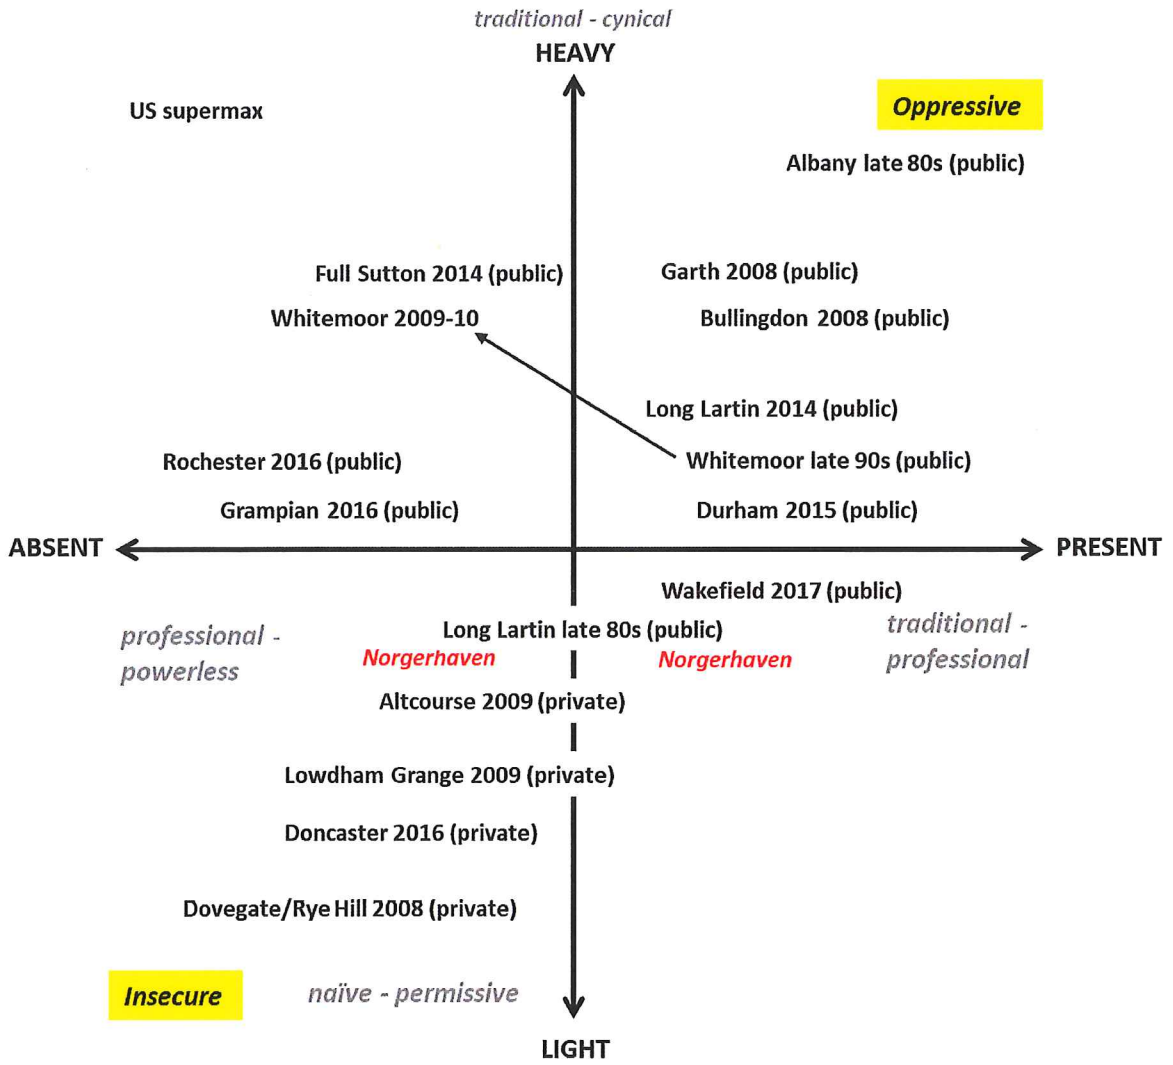 traditional - cynical
HEAVY
US supermax
Oppressive
Albany late 80s (public)
Full Sutton 2014 (public)
Garth 2008 (public)
Whitemoor 2009-10
Bullingdon 2008 (public)
Long Lartin 2014 (public)
Rochester 2016 (public)
Whitemoor late 90s (public)
Grampian 2016 (public)
Durham 2015 (public)
ABSENT
PRESENT
Wakefield 2017 (public)
professional -
powerless
Long Lartin late 80s (public)
traditional -
professional
Norgerhaven
Norgerhaven
Altcourse 2009 (private)
Lowdham Grange 2009 (private)
Doncaster 2016 (private)
Dovegate/Rye Hill 2008 (private)
Insecure
naïve - permissive
LIGHT